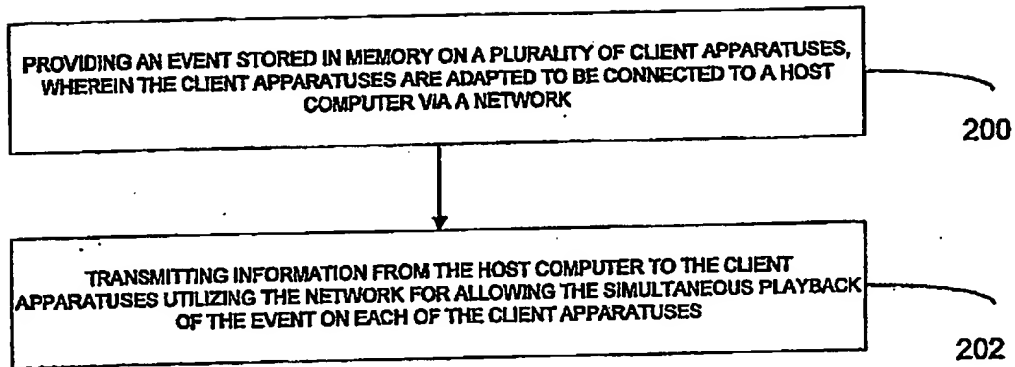 PROVIDING AN EVENT STORED IN MEMORY ON A PLURALITY OF CLIENT APPARATUSES,
WHEREIN THE CLIENT APPARATUSES ARE ADAPTED TO BE CONNECTED TO A HOST
COMPUTER VIA A NETWORK
200
TRANSMITTING INFORMATION FROM THE HOST COMPUTER TO THE CLIENT
APPARATUSES UTILIZING THE NETWORK FOR ALLOWING THE SIMULTANEOUS PLAYBACK
OF THE EVENT ON EACH OF THE CLIENT APPARATUSES
202